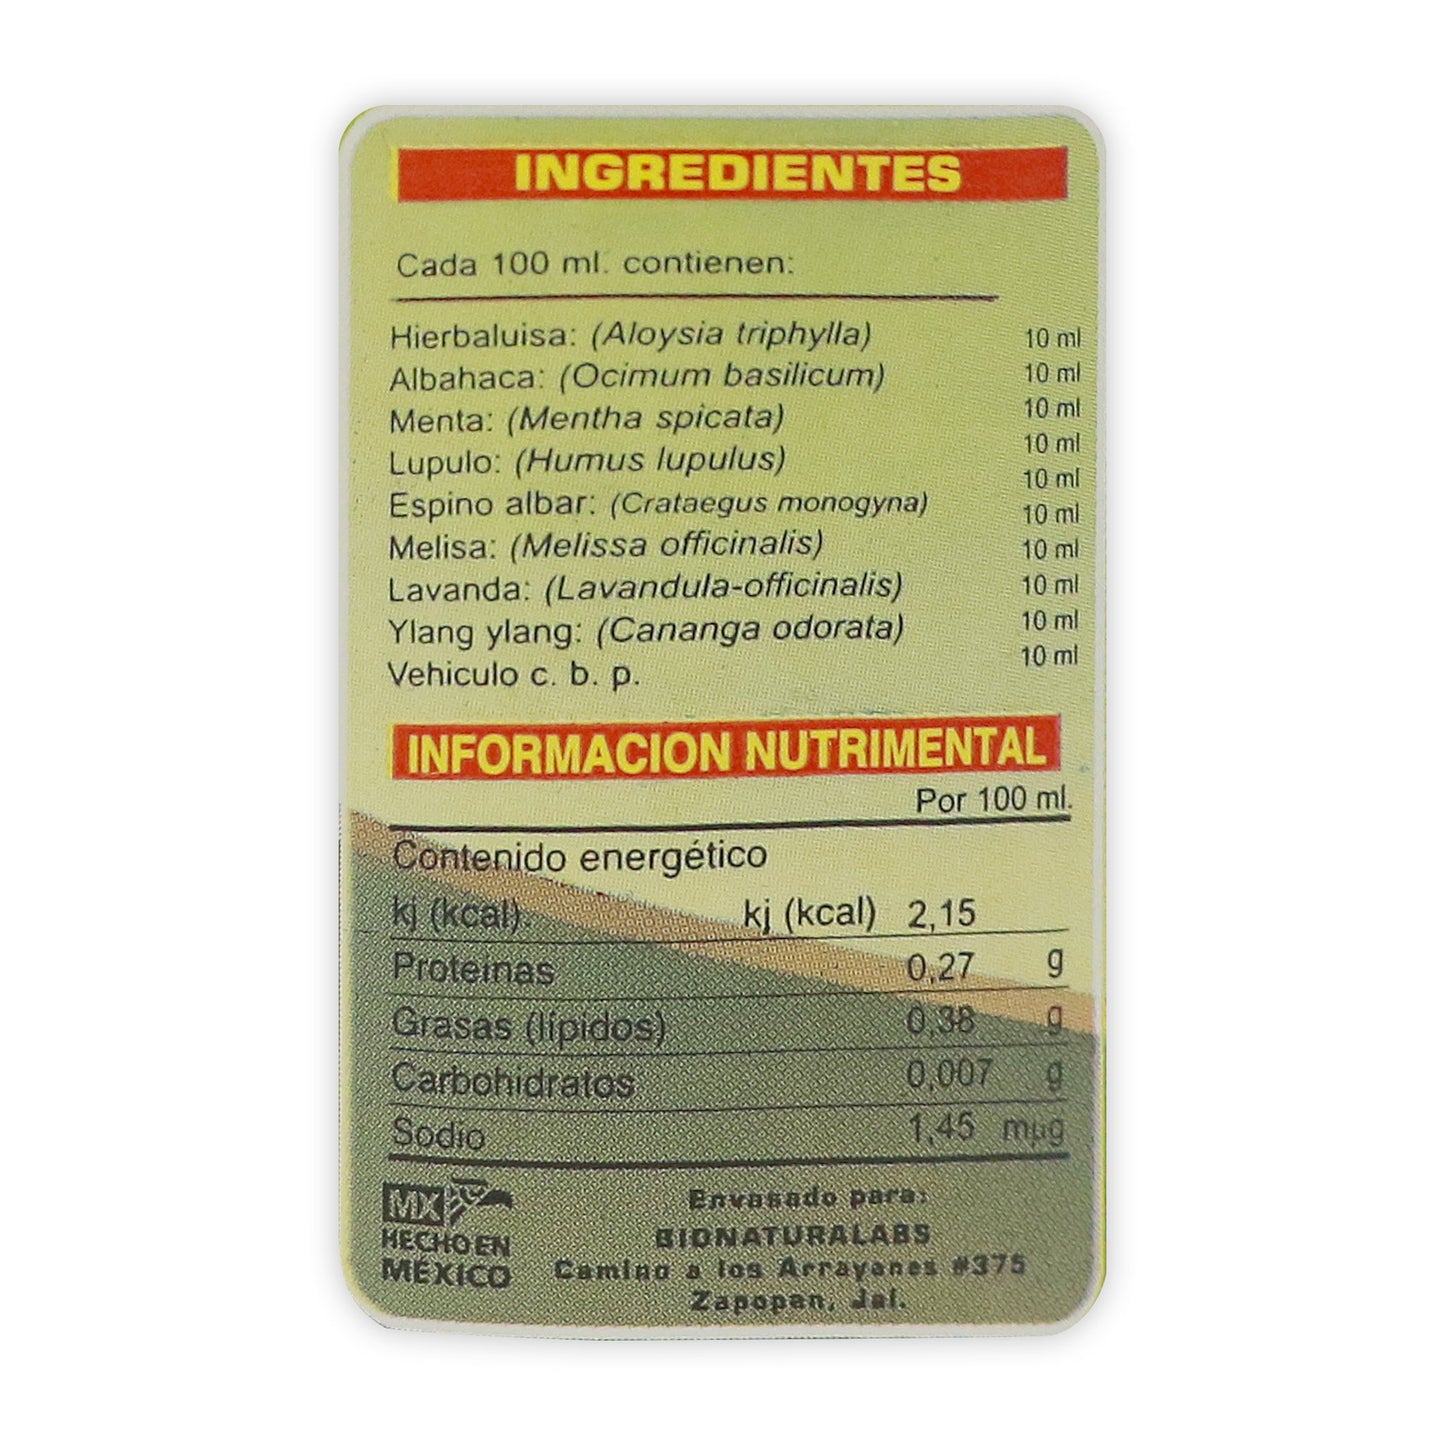 INGREDIENTES
Cada 100 ml. contienen:
Hierbaluisa: (Aloysia triphylla) 10 ml
Albahaca: (Ocimum basilicum) 10 ml
Menta: (Mentha spicata) 10 ml
Lupulo: (Humus lupulus) 10 ml
Espino albar: (Crataegus monogyna) 10 ml
Melisa: (Melissa officinalis) 10 ml
Lavanda: (Lavandula-officinalis) 10 ml
Ylang ylang: (Cananga odorata) 10 ml
Vehiculo c. b. p. 10 ml
10 ml
INFORMACION NUTRIMENTAL
Por 100 ml.
Contenido energético
kj (kcal). kj (kcal) 2,15
Proteinas 0,27 g
Grasas (lípidos) 0,38 g
Carbohidratos 0,007 g
Sodio 1,45 mµg
MX
HECHO EN
MÉXICO
Envasado para:
BIONATURALABS
Camino a los Arrayanes #375
Zapopan, Jal.